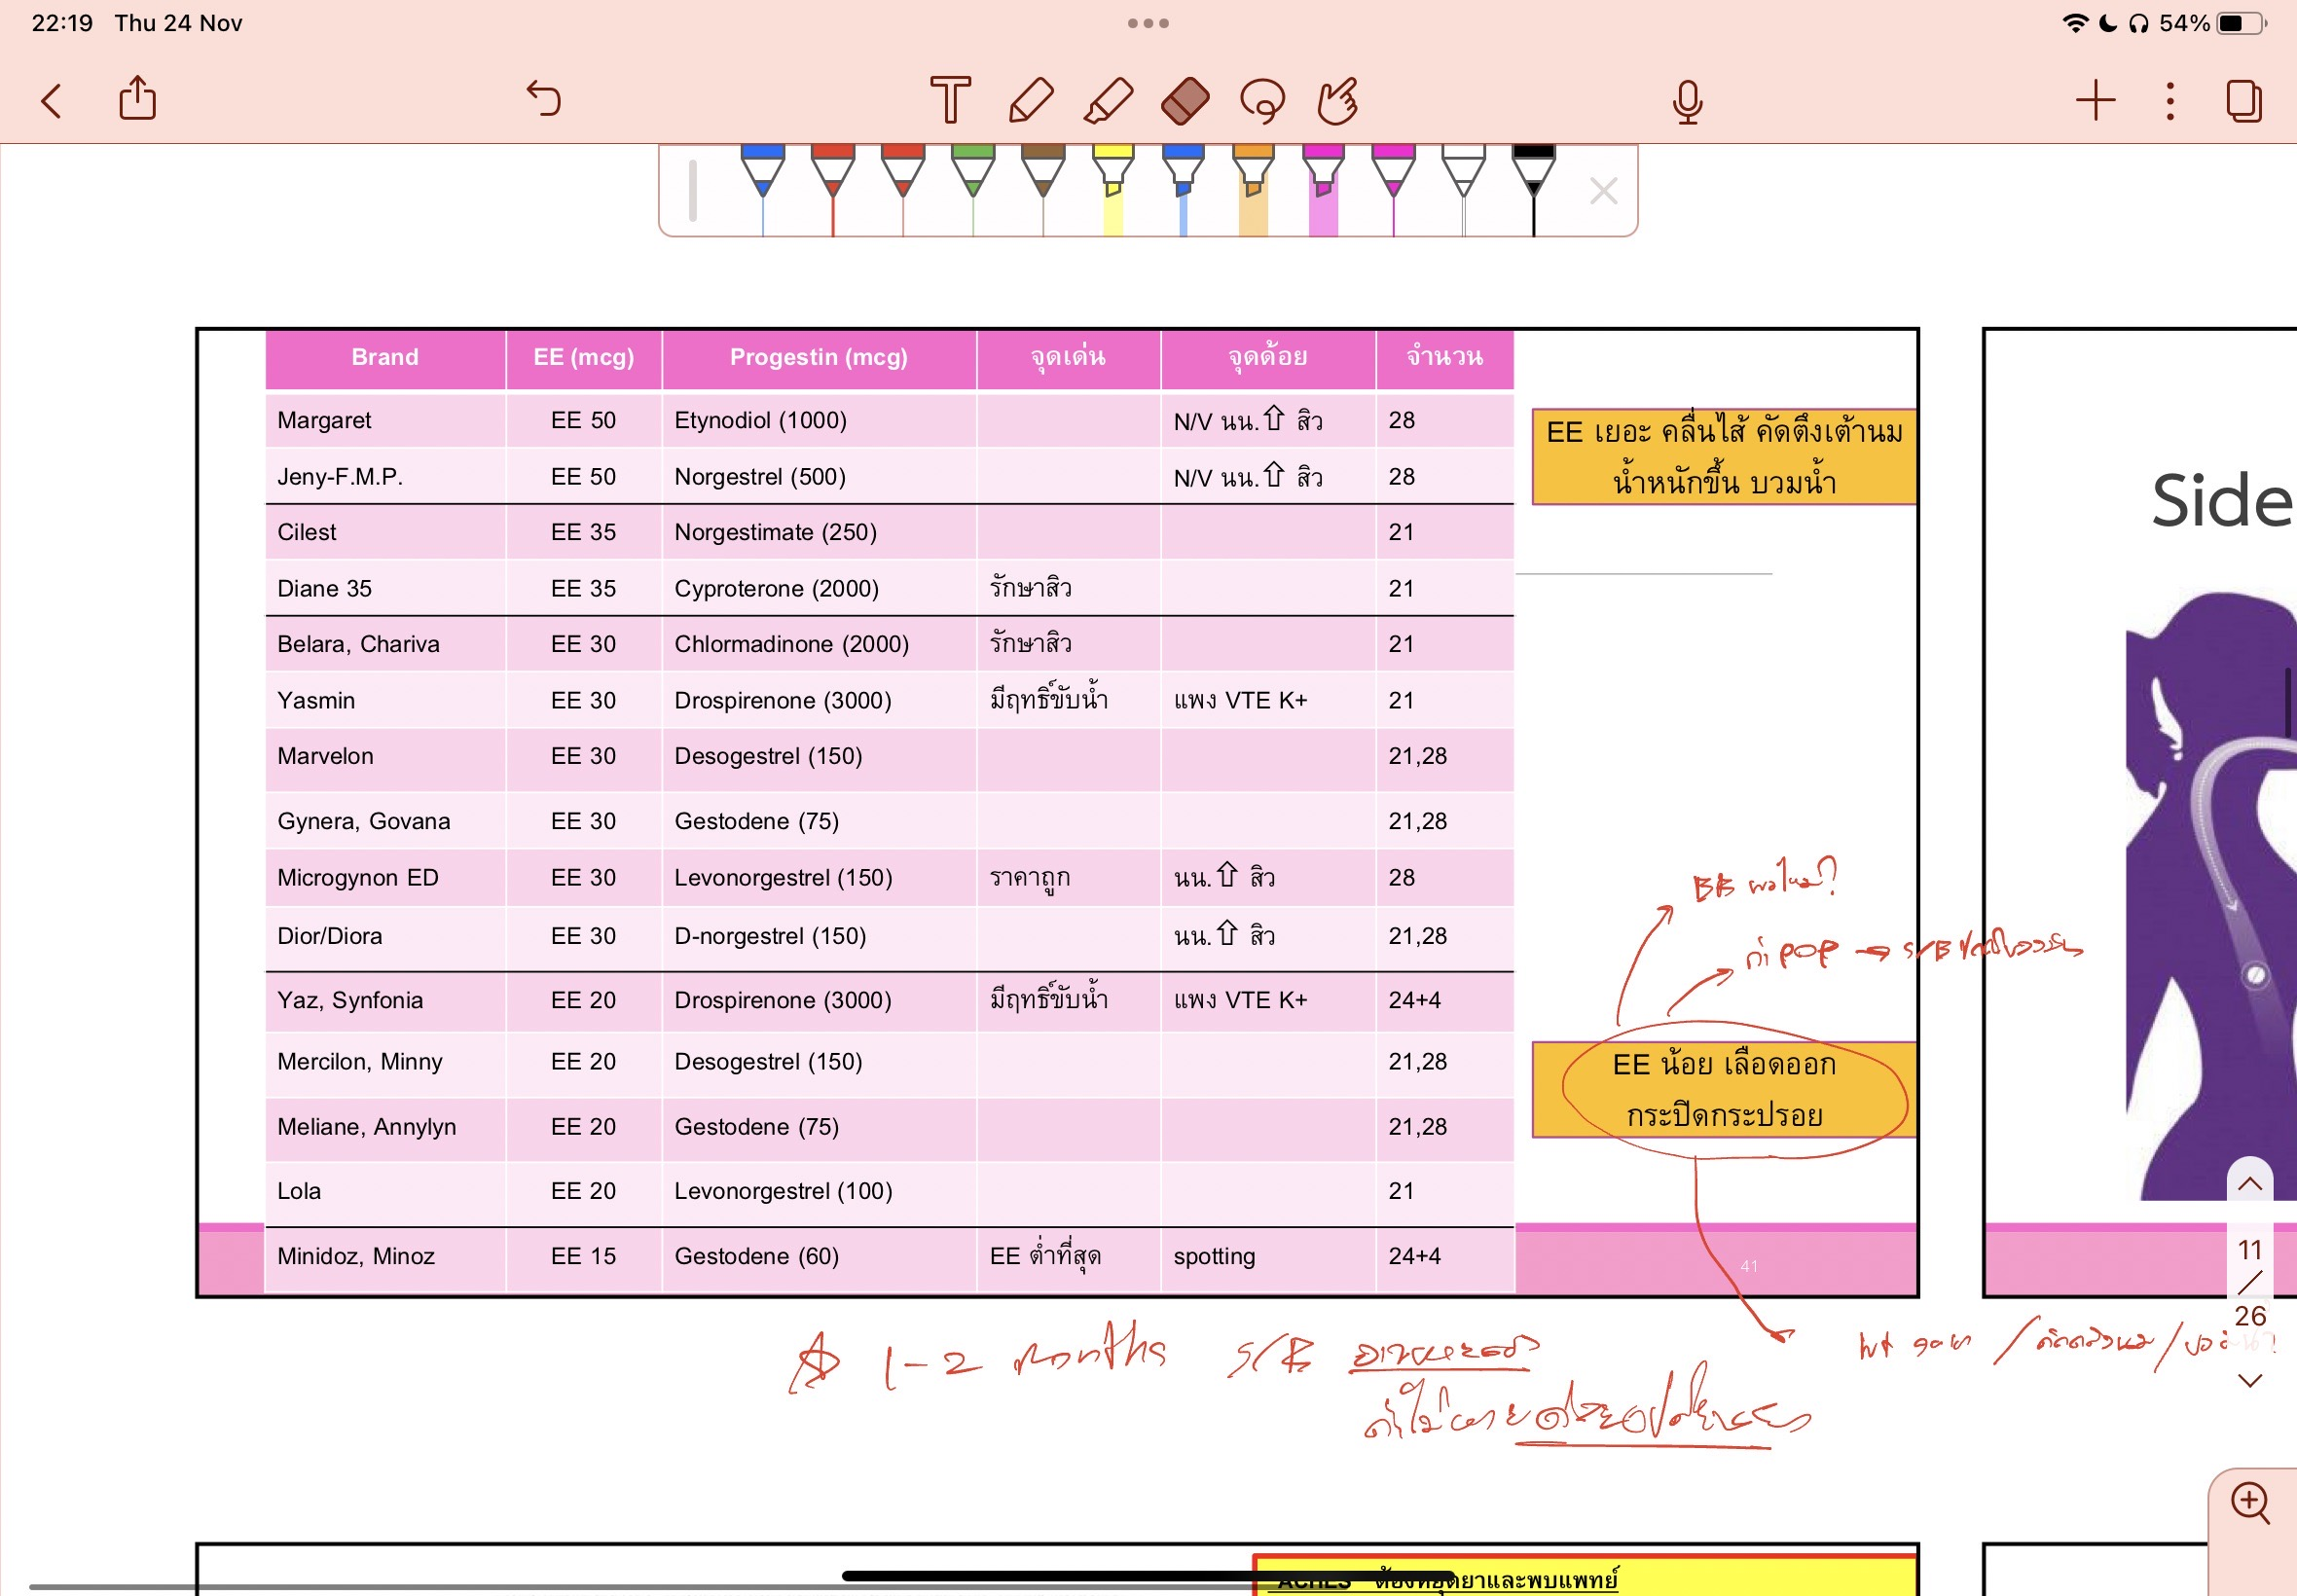 22:19 Thu 24 Nov
54%
Brand EE (mcg) Progestin (mcg) จุดเด่น จุดด้อย จำนวน
Margaret EE 50 Etynodiol (1000) N/V นน.⇧ สิว 28
Jeny-F.M.P. EE 50 Norgestrel (500) N/V นน.⇧ สิว 28
Cilest EE 35 Norgestimate (250) 21
Diane 35 EE 35 Cyproterone (2000) รักษาสิว 21
Belara, Chariva EE 30 Chlormadinone (2000) รักษาสิว 21
Yasmin EE 30 Drospirenone (3000) มีฤทธิ์ขับน้ำ แพง VTE K+ 21
Marvelon EE 30 Desogestrel (150) 21,28
Gynera, Govana EE 30 Gestodene (75) 21,28
Microgynon ED EE 30 Levonorgestrel (150) ราคาถูก นน.⇧ สิว 28
Dior/Diora EE 30 D-norgestrel (150) นน.⇧ สิว 21,28
Yaz, Synfonia EE 20 Drospirenone (3000) มีฤทธิ์ขับน้ำ แพง VTE K+ 24+4
Mercilon, Minny EE 20 Desogestrel (150) 21,28
Meliane, Annylyn EE 20 Gestodene (75) 21,28
Lola EE 20 Levonorgestrel (100) 21
Minidoz, Minoz EE 15 Gestodene (60) EE ต่ำที่สุด spotting 24+4
EE เยอะ คลื่นไส้ คัดตึงเต้านม
น้ำหนักขึ้น บวมน้ำ
POP →
EE น้อย เลือดออก
กระปิดกระปรอย
41
1-2 months S/E
Side
11
26
ACHES ต้องหยุดยาและพบแพทย์